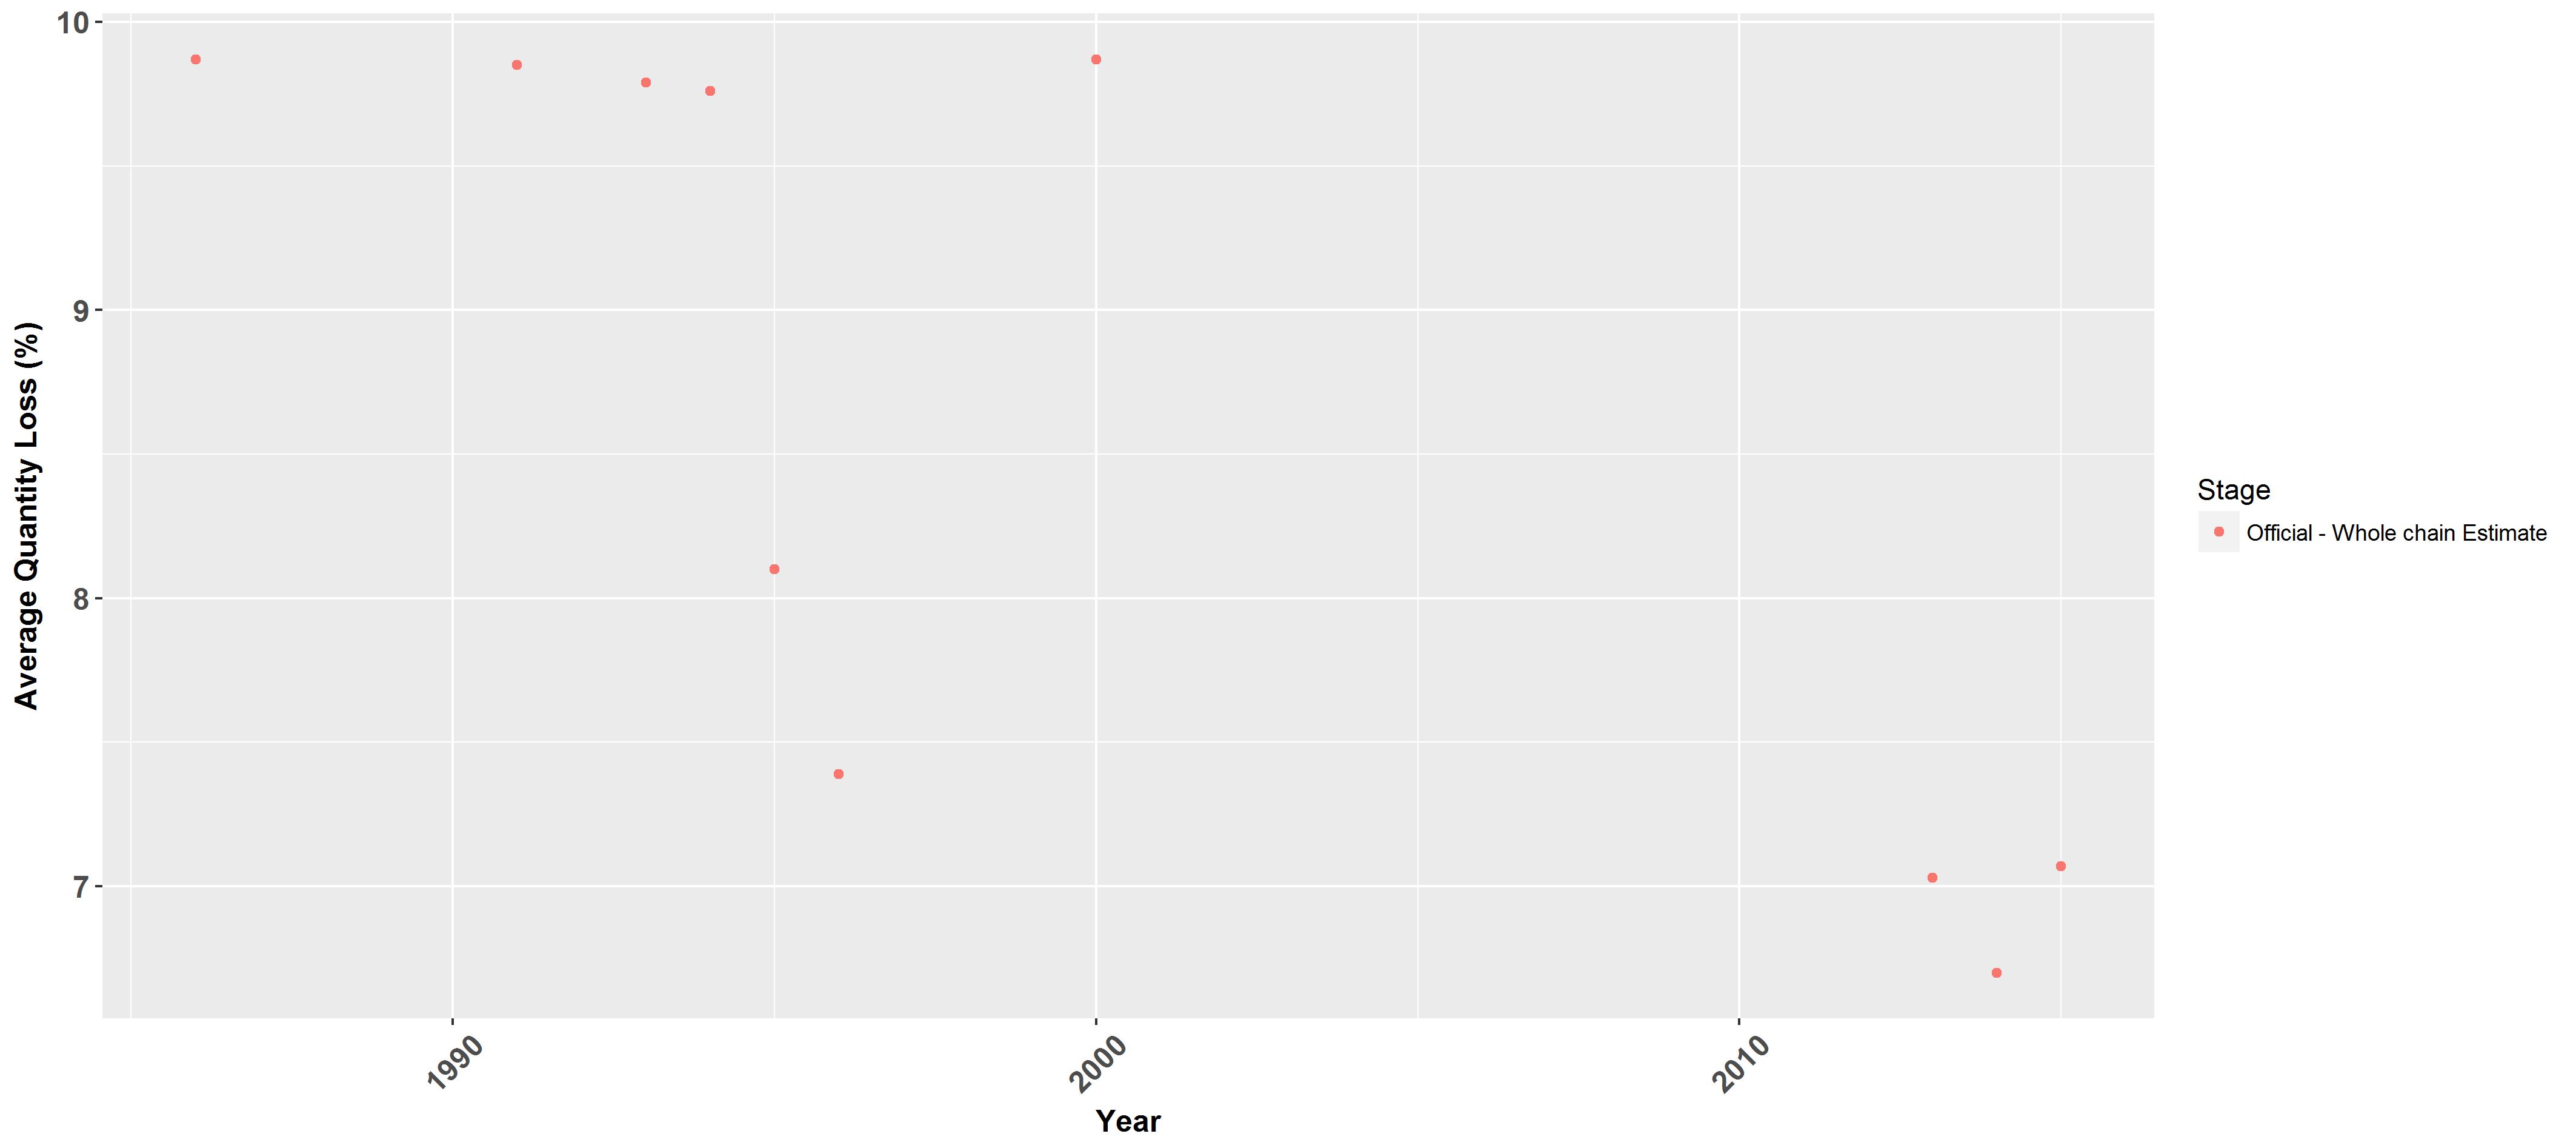 Average Quantity Loss (%)
10
9
8
7
1990
2000
2010
Year
Stage
Official - Whole chain Estimate